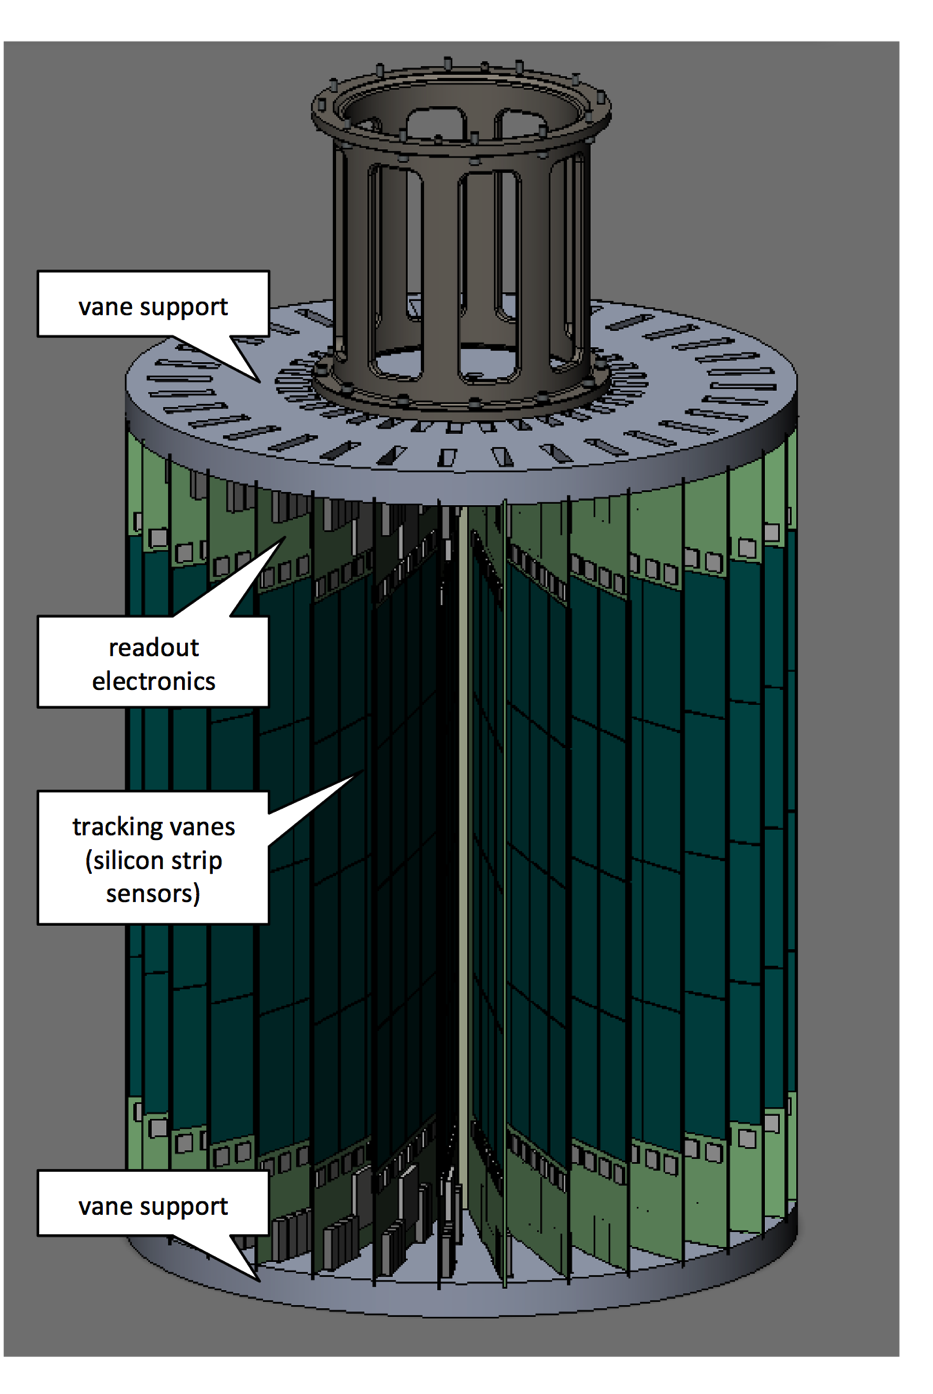 vane support
readout
electronics
tracking vanes
(silicon strip
sensors)
vane support